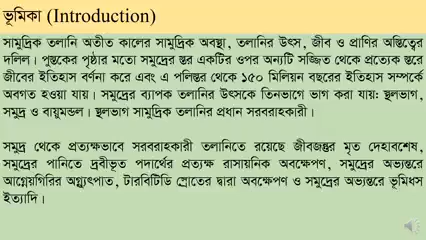 ভূমিকা (Introduction)
সামুদ্রিক তলানি অতীত কালের সামুদ্রিক অবস্থা, তলানির উৎস, জীব ও প্রাণির অস্তিত্বের
দলিল। পুস্তকের পৃষ্ঠার মতো সমুদ্রের স্তর একটির ওপর অন্যটি সজ্জিত থেকে প্রত্যেক স্তরে
জীবের ইতিহাস বর্ণনা করে এবং এ পলিস্তর থেকে ১৫০ মিলিয়ন বছরের ইতিহাস সম্পর্কে
অবগত হওয়া যায়। সমুদ্রের ব্যাপক তলানির উৎসকে তিনভাগে ভাগ করা যায়: স্থলভাগ,
সমুদ্র ও বায়ুমন্ডল। স্থলভাগ সামুদ্রিক তলানির প্রধান সরবরাহকারী।
সমুদ্র থেকে প্রত্যক্ষভাবে সরবরাহকারী তলানিতে রয়েছে জীবজন্তুর মৃত দেহাবশেষ,
সমুদ্রের পানিতে দ্রবীভূত পদার্থের প্রত্যক্ষ রাসায়নিক অবক্ষেপণ, সমুদ্রের অভ্যন্তরে
আগ্নেয়গিরির অগ্ন্যুৎপাত, টারবিটিডি স্রোতের দ্বারা অবক্ষেপণ ও সমুদ্রের অভ্যন্তরে ভূমিধস
ইত্যাদি।